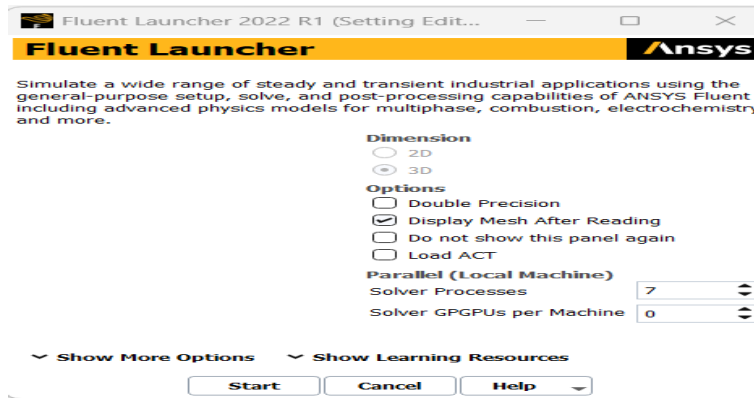 Fluent Launcher 2022 R1 (Setting Edit...
Fluent Launcher
Ansys
Simulate a wide range of steady and transient industrial applications using the
general-purpose setup, solve, and post-processing capabilities of ANSYS Fluent
including advanced physics models for multiphase, combustion, electrochemistry
and more.
Dimension
2D
3D
Options
Double Precision
Display Mesh After Reading
Do not show this panel again
Load ACT
Parallel (Local Machine)
Solver Processes 7
Solver GPGPUs per Machine 0
Show More Options Show Learning Resources
Start Cancel Help